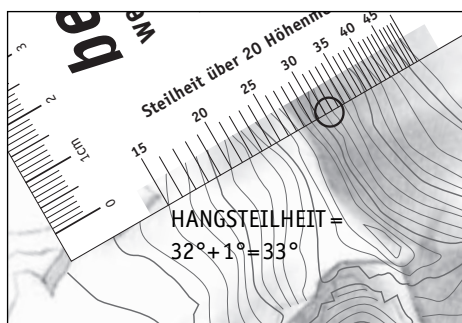 be
we
Steilheit über 20 Höhenm
15 20 25 30 35 40 45
3
2
1cm
0
HANGSTEILHEIT =
32°+1°=33°